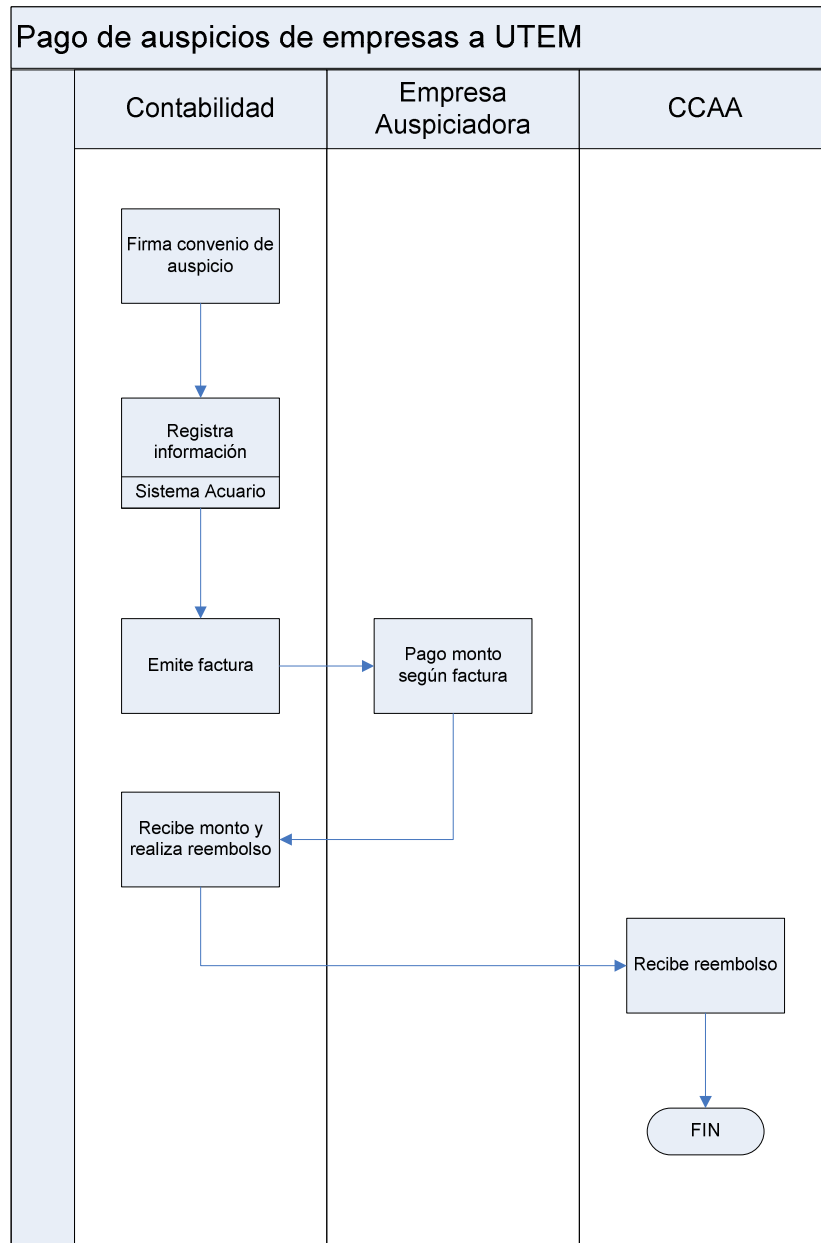 Pago de auspicios de empresas a UTEM
Contabilidad
Empresa
Auspiciadora
CCAA
Firma convenio de
auspicio
Registra
información
Sistema Acuario
Emite factura
Pago monto
según factura
Recibe monto y
realiza reembolso
Recibe reembolso
FIN